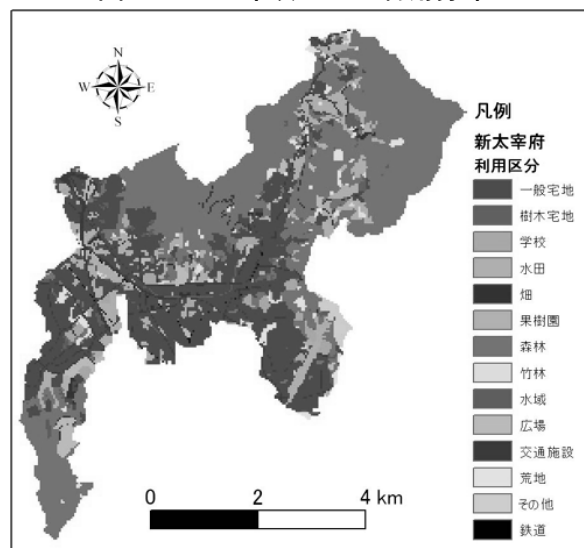 N
W E
S
凡例
新太宰府
利用区分
一般宅地
樹木宅地
学校
水田
畑
果樹園
森林
竹林
水域
広場
交通施設
荒地
その他
鉄道
0 2 4 km